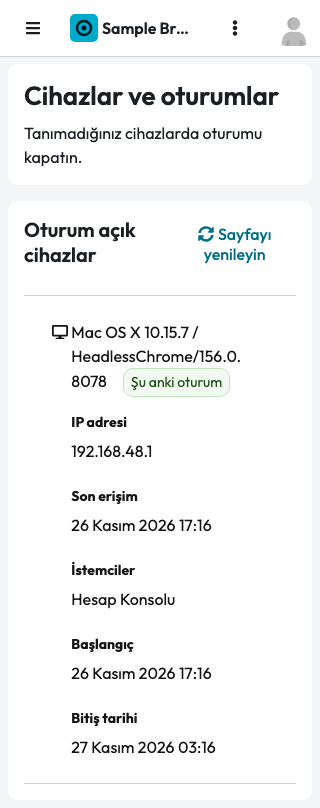 Sample Br...
Cihazlar ve oturumlar
Tanımadığınız cihazlarda oturumu
kapatın.
Oturum açık
cihazlar
Sayfayı
yenileyin
Mac OS X 10.15.7 /
HeadlessChrome/156.0.
8078 Şu anki oturum
IP adresi
192.168.48.1
Son erişim
26 Kasım 2026 17:16
İstemciler
Hesap Konsolu
Başlangıç
26 Kasım 2026 17:16
Bitiş tarihi
27 Kasım 2026 03:16